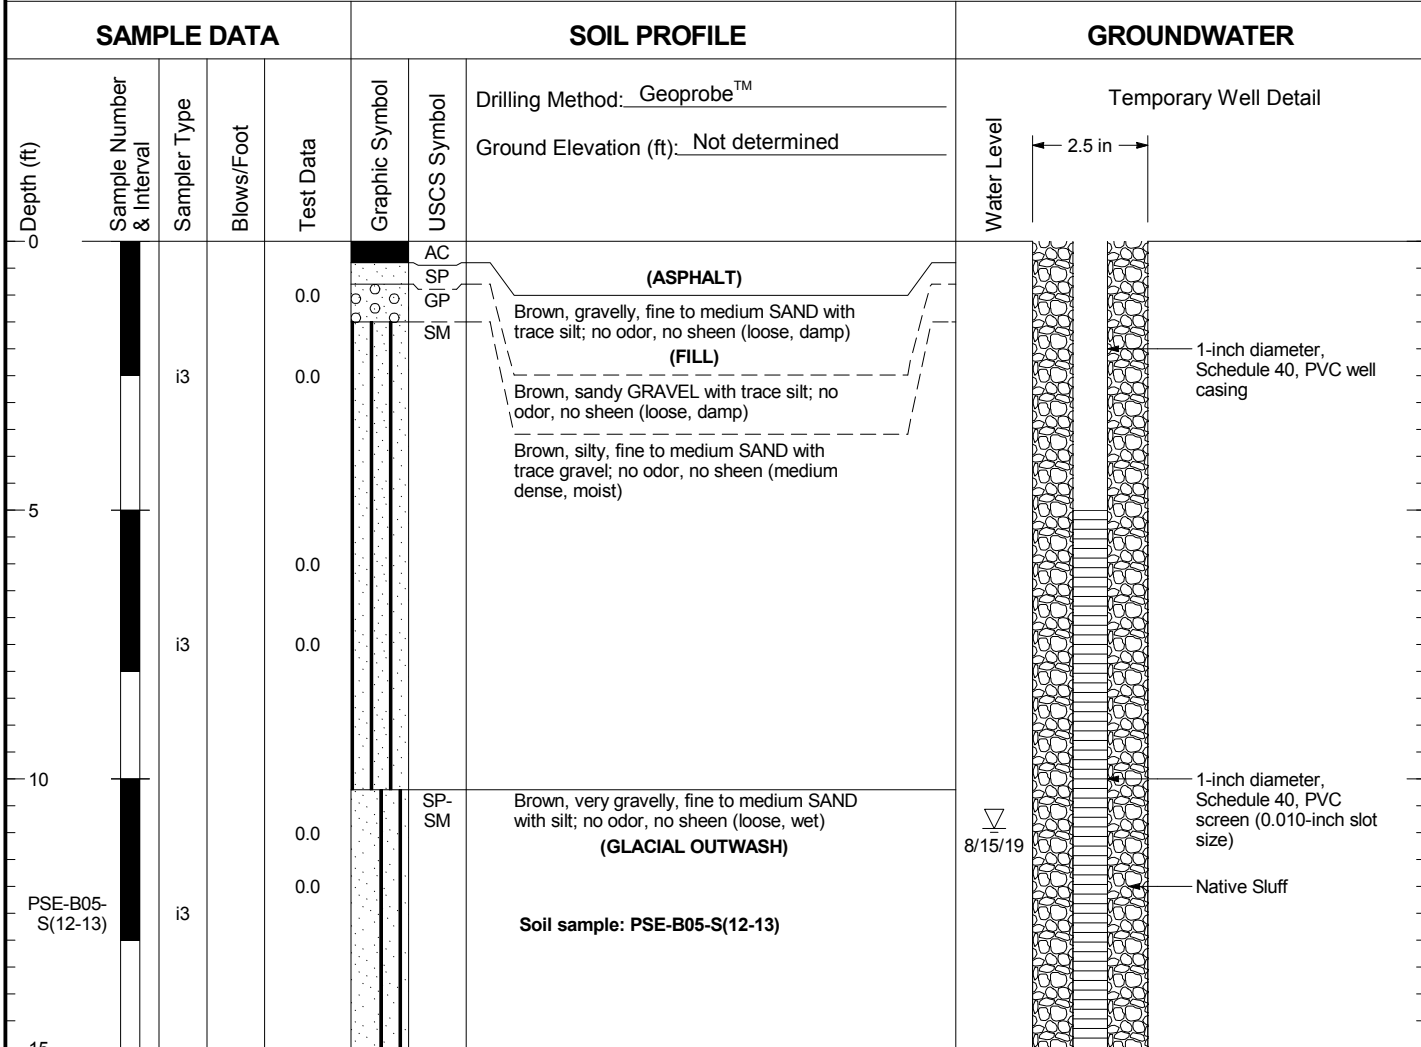 SAMPLE DATA
SOIL PROFILE
GROUNDWATER
Depth (ft)
Sample Number
& Interval
Sampler Type
Blows/Foot
Test Data
Graphic Symbol
USCS Symbol
Drilling Method: Geoprobe™
Ground Elevation (ft): Not determined
Water Level
Temporary Well Detail
2.5 in
0
AC
SP
GP
SM
(ASPHALT)
0.0
Brown, gravelly, fine to medium SAND with
trace silt; no odor, no sheen (loose, damp)
(FILL)
i3
0.0
Brown, sandy GRAVEL with trace silt; no
odor, no sheen (loose, damp)
Brown, silty, fine to medium SAND with
trace gravel; no odor, no sheen (medium
dense, moist)
1-inch diameter,
Schedule 40, PVC well
casing
5
0.0
i3
0.0
10
SP-
SM
Brown, very gravelly, fine to medium SAND
with silt; no odor, no sheen (loose, wet)
(GLACIAL OUTWASH)
0.0
0.0
8/15/19
1-inch diameter,
Schedule 40, PVC
screen (0.010-inch slot
size)
Native Sluff
PSE-B05-
S(12-13)
i3
Soil sample: PSE-B05-S(12-13)
15